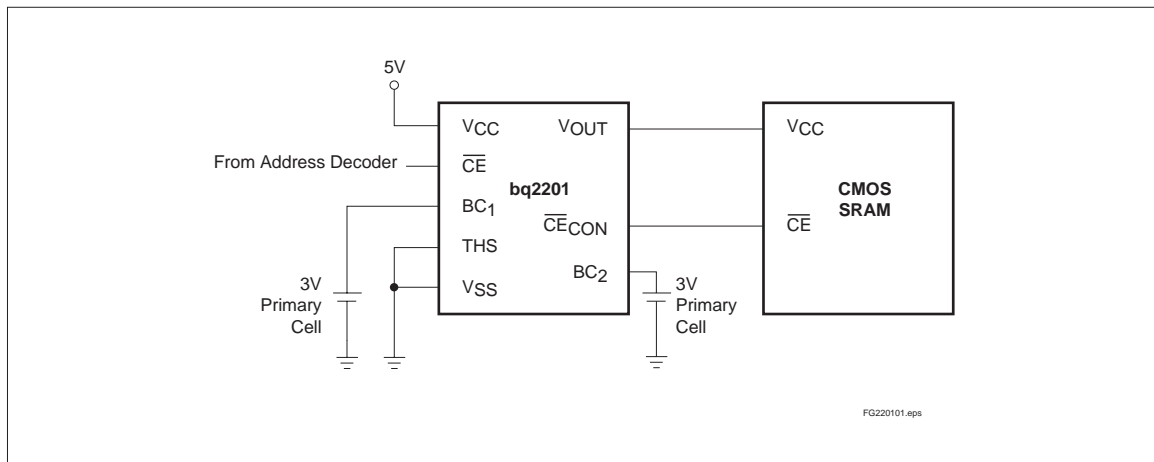 5V
VCC
VOUT
VCC
From Address Decoder
CE
bq2201
CMOS
SRAM
BC1
CECON
CE
THS
BC2
3V
Primary
Cell
VSS
3V
Primary
Cell
FG220101.eps